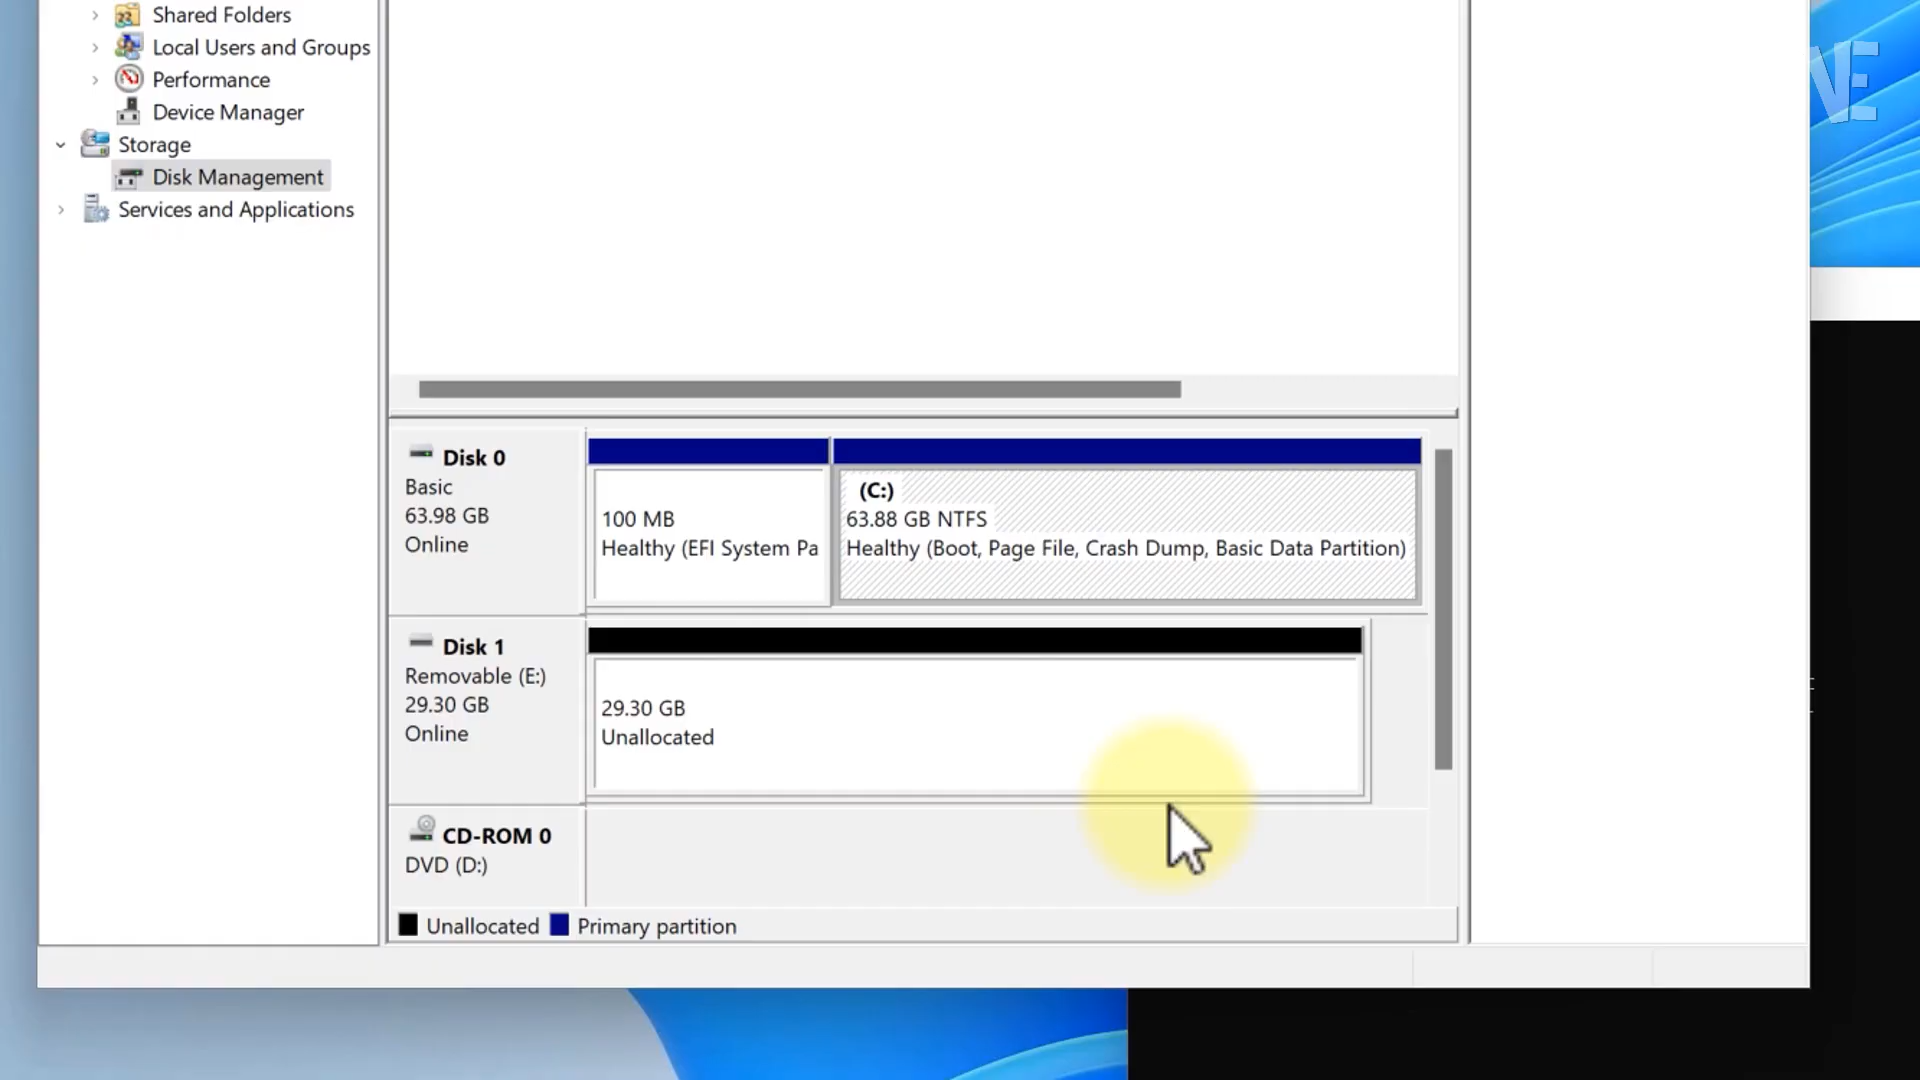 Shared Folders
Local Users and Groups
Performance
Device Manager
Storage
Disk Management
Services and Applications
Disk 0
Basic
63.98 GB
Online
100 MB
Healthy (EFI System Pa
(C:)
63.88 GB NTFS
Healthy (Boot, Page File, Crash Dump, Basic Data Partition)
Disk 1
Removable (E:)
29.30 GB
Online
29.30 GB
Unallocated
CD-ROM 0
DVD (D:)
Unallocated
Primary partition